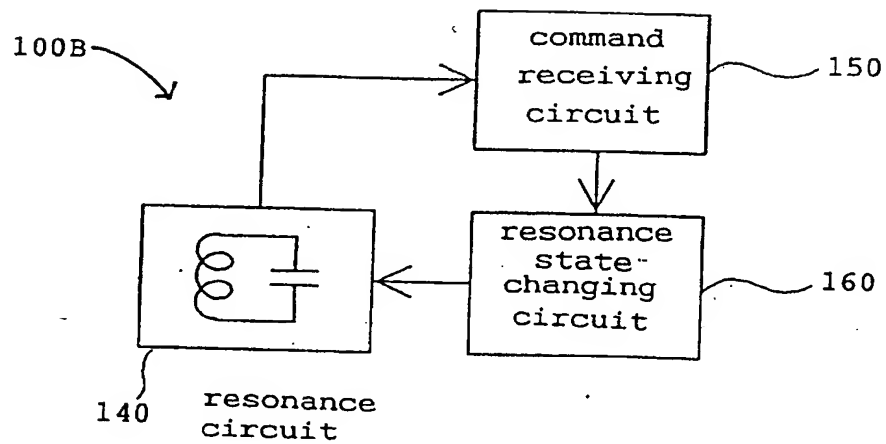 100B
command
receiving
circuit
150
resonance
state-
changing
circuit
160
140
resonance
circuit